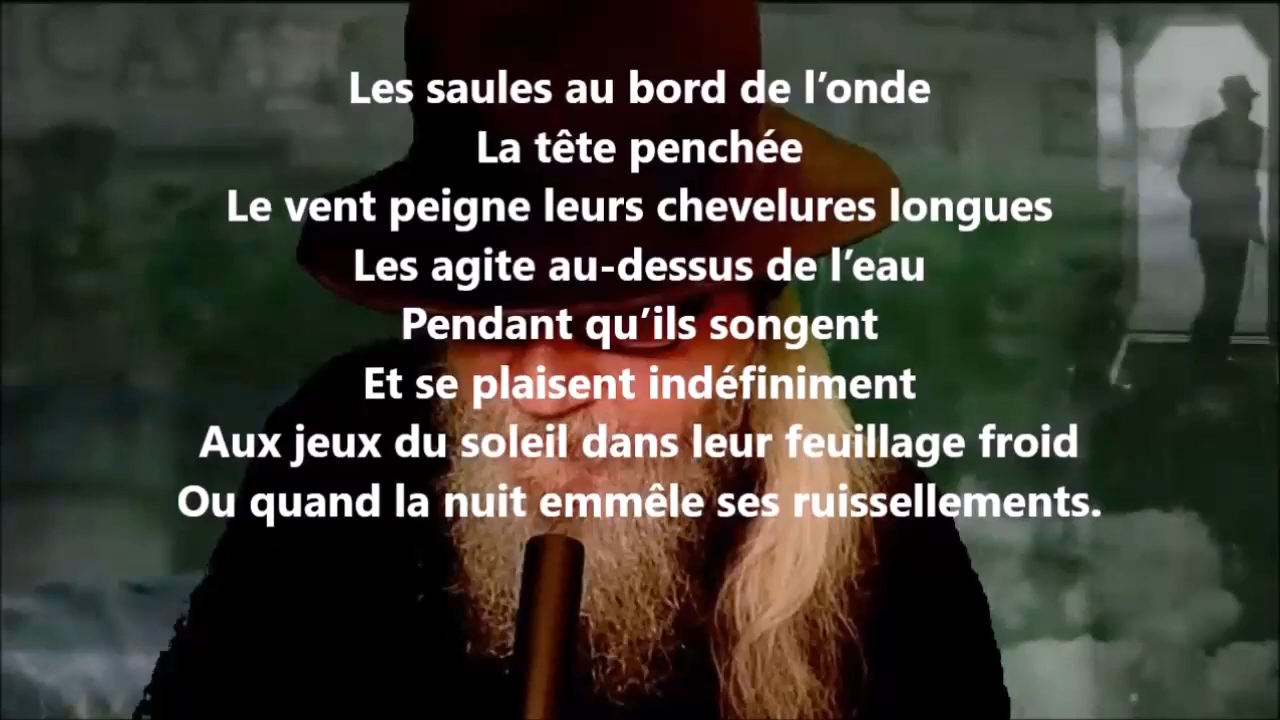 Les saules au bord de l’onde
La tête penchée
Le vent peigne leurs chevelures longues
Les agite au-dessus de l’eau
Pendant qu’ils songent
Et se plaisent indéfiniment
Aux jeux du soleil dans leur feuillage froid
Ou quand la nuit emmêle ses ruissellements.